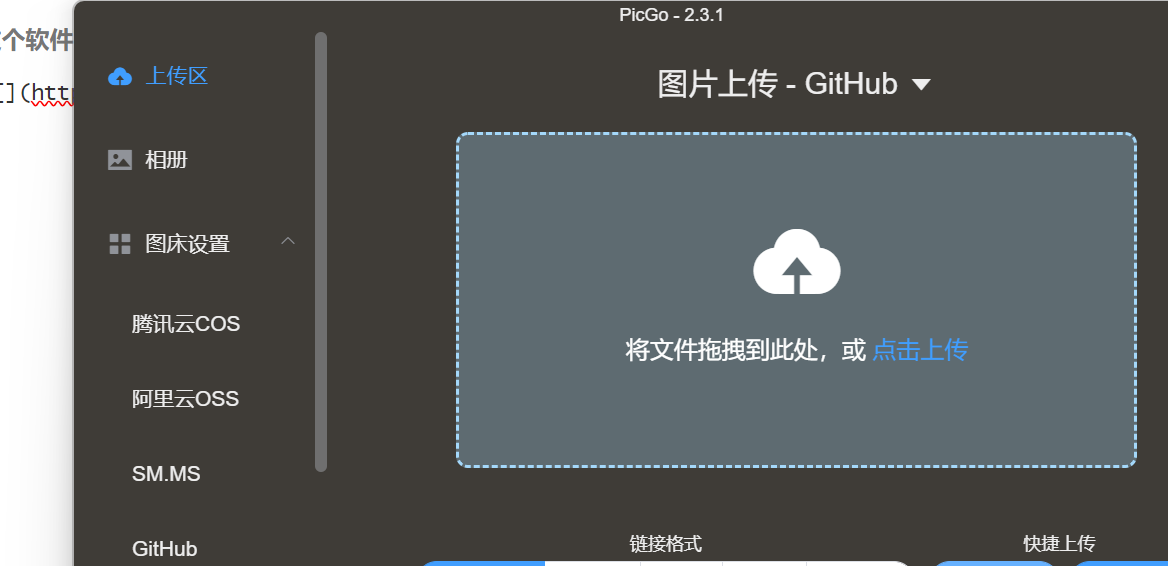 PicGo - 2.3.1
个软件
](http
上传区
相册
图床设置
腾讯云COS
阿里云OSS
SM.MS
GitHub
图片上传 - GitHub
将文件拖拽到此处，或 点击上传
链接格式
快捷上传